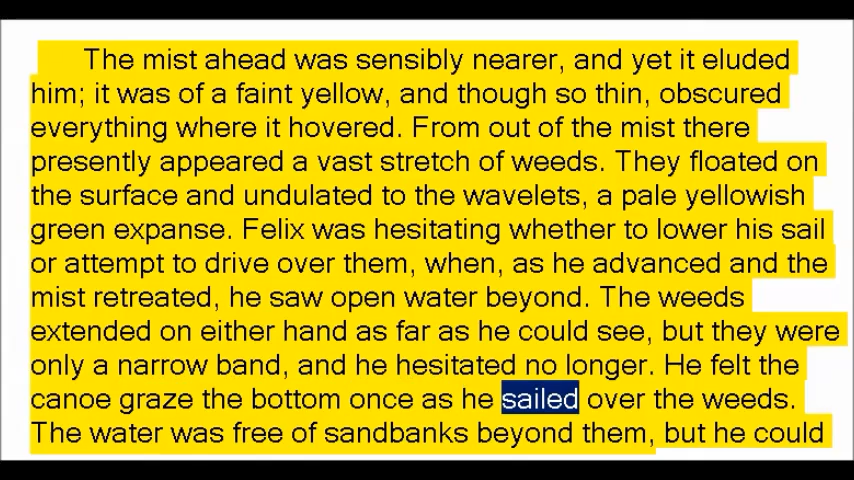 The mist ahead was sensibly nearer, and yet it eluded
him; it was of a faint yellow, and though so thin, obscured
everything where it hovered. From out of the mist there
presently appeared a vast stretch of weeds. They floated on
the surface and undulated to the wavelets, a pale yellowish
green expanse. Felix was hesitating whether to lower his sail
or attempt to drive over them, when, as he advanced and the
mist retreated, he saw open water beyond. The weeds
extended on either hand as far as he could see, but they were
only a narrow band, and he hesitated no longer. He felt the
canoe graze the bottom once as he sailed over the weeds.
The water was free of sandbanks beyond them, but he could